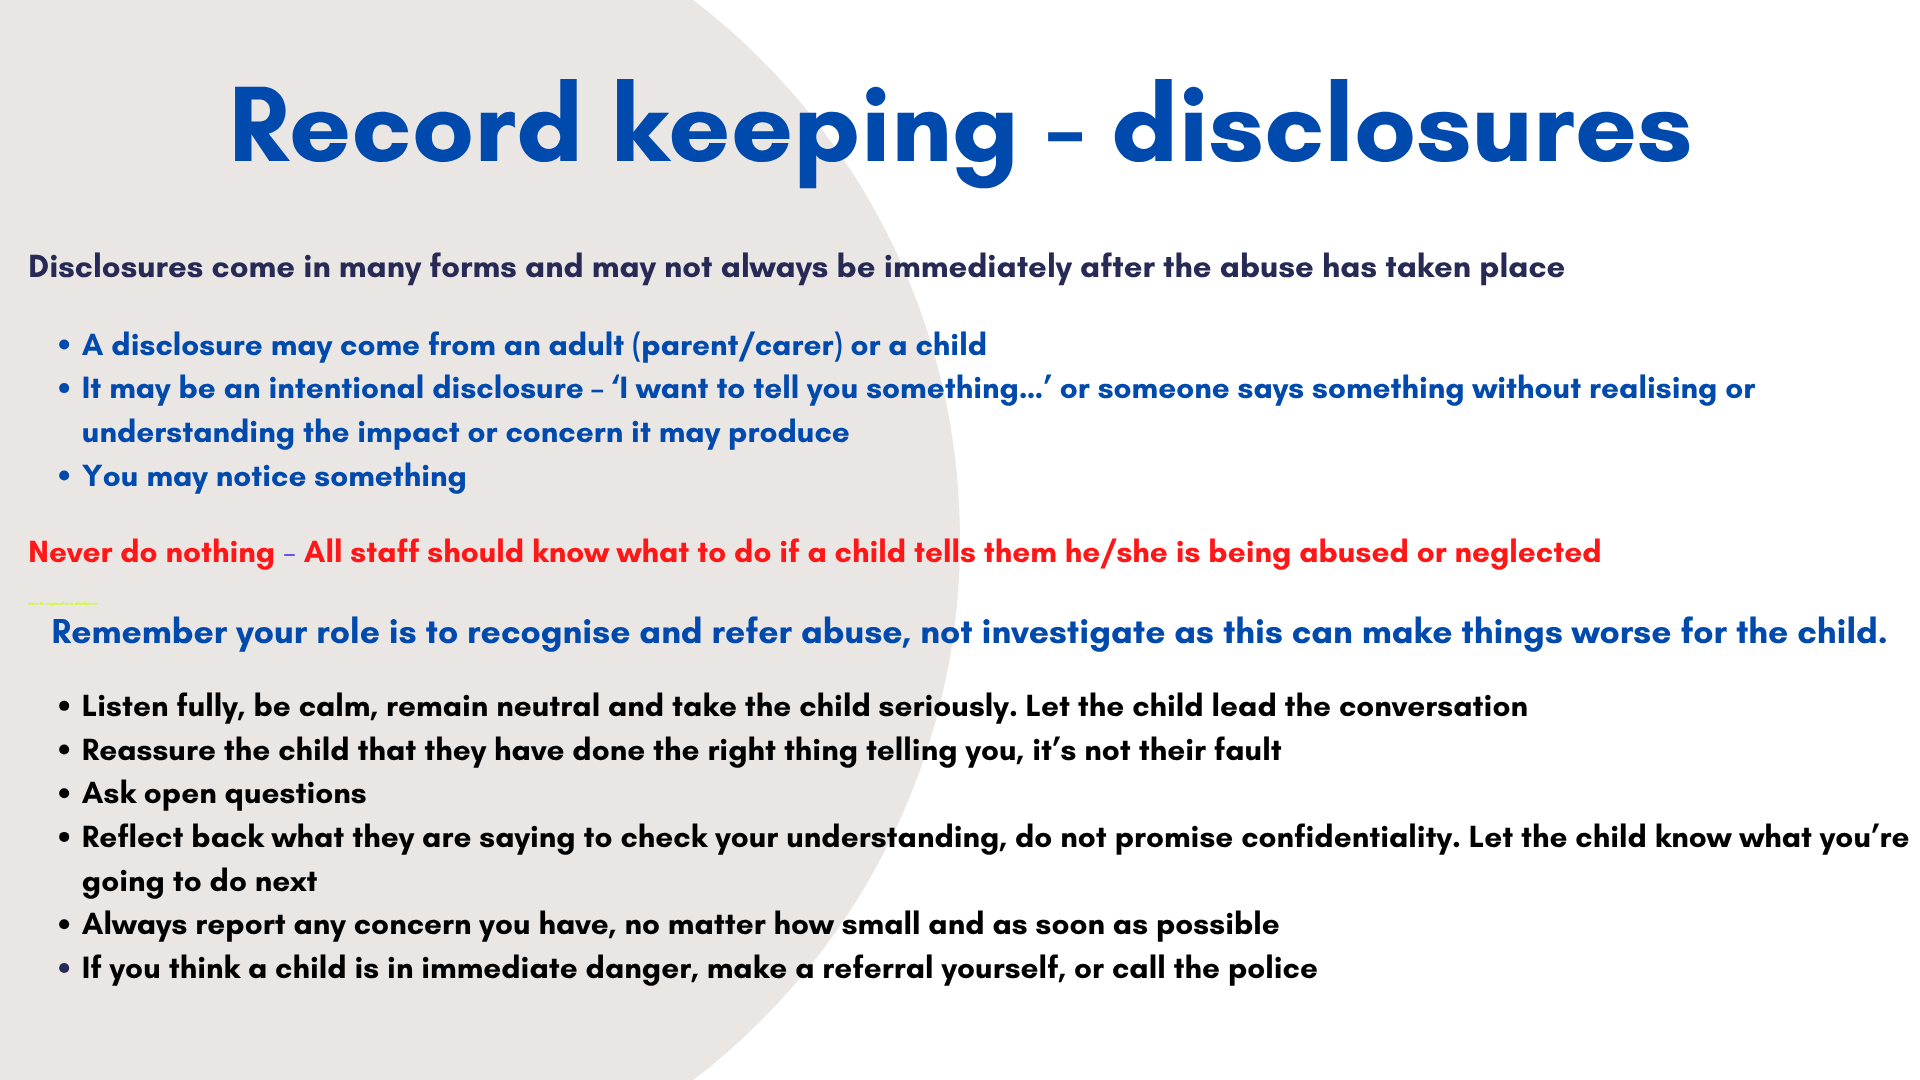 Record keeping – disclosures
Disclosures come in many forms and may not always be immediately after the abuse has taken place
• A disclosure may come from an adult (parent/carer) or a child
• It may be an intentional disclosure – ‘I want to tell you something...’ or someone says something without realising or
understanding the impact or concern it may produce
• You may notice something
Never do nothing – All staff should know what to do if a child tells them he/she is being abused or neglected
Remember your role is to recognise and refer abuse, not investigate as this can make things worse for the child.
• Listen fully, be calm, remain neutral and take the child seriously. Let the child lead the conversation
• Reassure the child that they have done the right thing telling you, it’s not their fault
• Ask open questions
• Reflect back what they are saying to check your understanding, do not promise confidentiality. Let the child know what you’re
going to do next
• Always report any concern you have, no matter how small and as soon as possible
• If you think a child is in immediate danger, make a referral yourself, or call the police